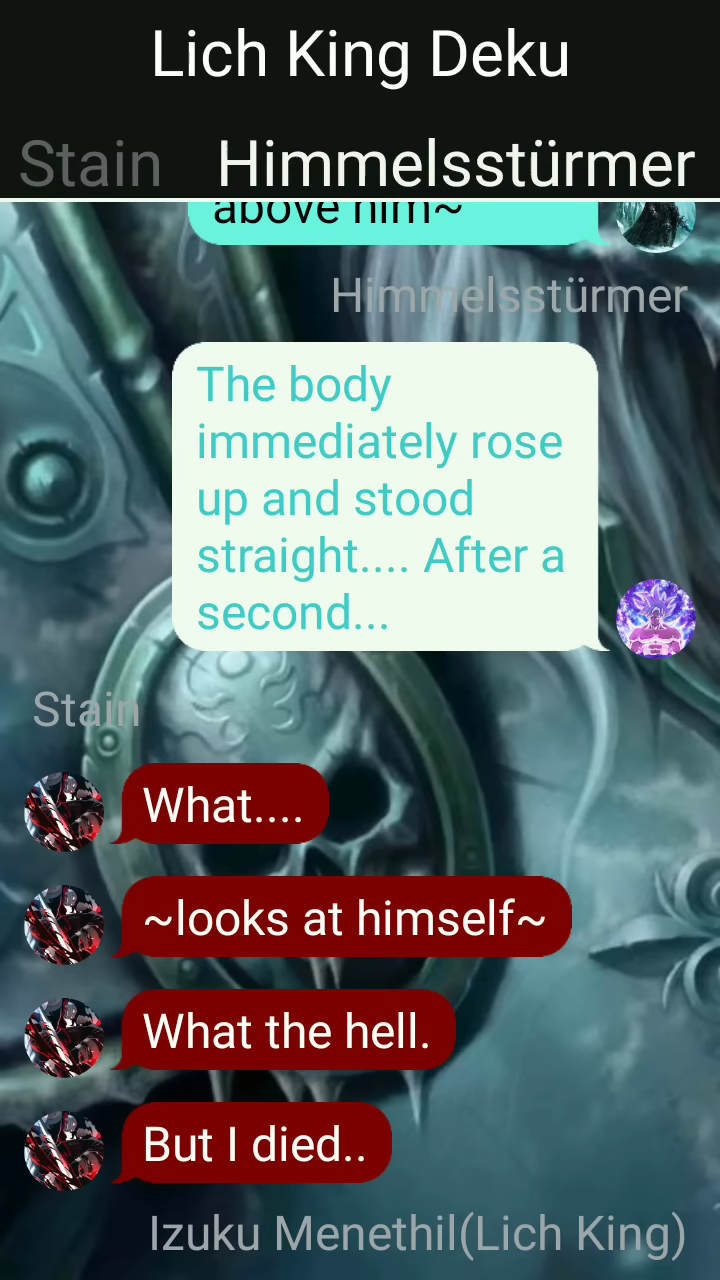 Lich King Deku
Stain Himmelsstürmer
above him~
Himmelsstürmer
The body
immediately rose
up and stood
straight.... After a
second...
Stain
What....
~looks at himself~
What the hell.
But I died..
Izuku Menethil(Lich King)